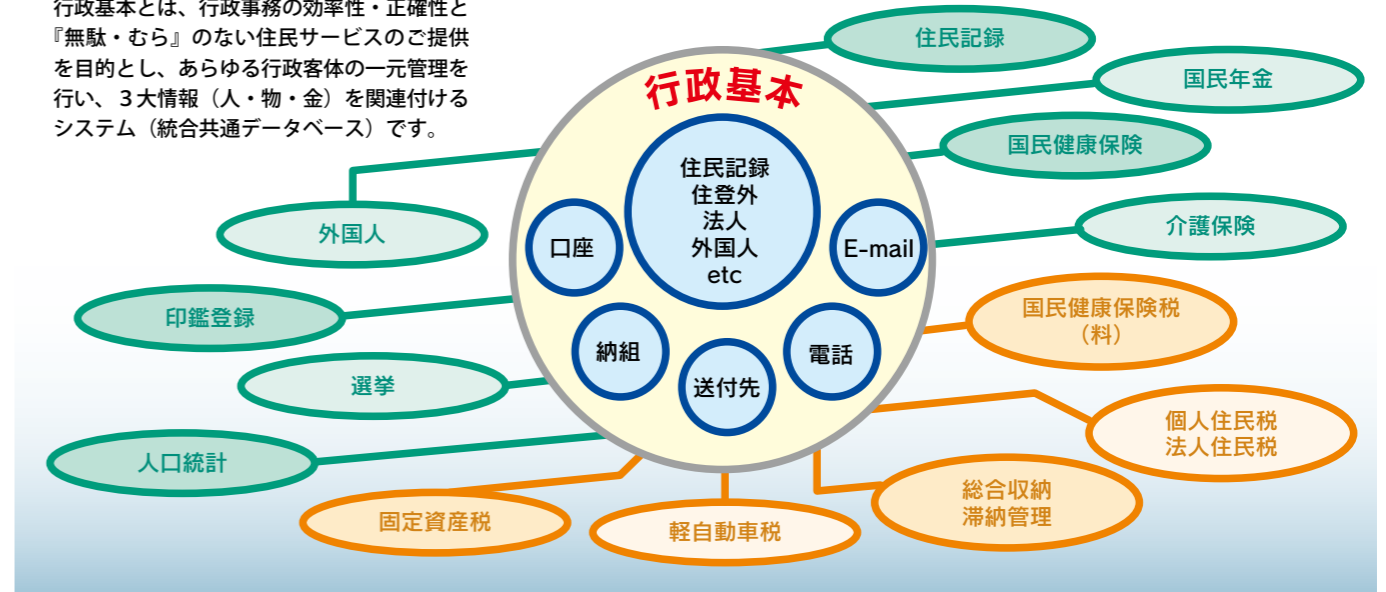 行政基本とは、行政事務の効率性・正確性と
『無駄・むら』のない住民サービスのご提供
を目的とし、あらゆる行政客体の一元管理を
行い、３大情報（人・物・金）を関連付ける
システム（統合共通データベース）です。
行政基本
住民記録
住登外
法人
外国人
etc
口座
納組
送付先
電話
E-mail
住民記録
国民年金
国民健康保険
介護保険
国民健康保険税
（料）
個人住民税
法人住民税
総合収納
滞納管理
軽自動車税
固定資産税
人口統計
選挙
印鑑登録
外国人